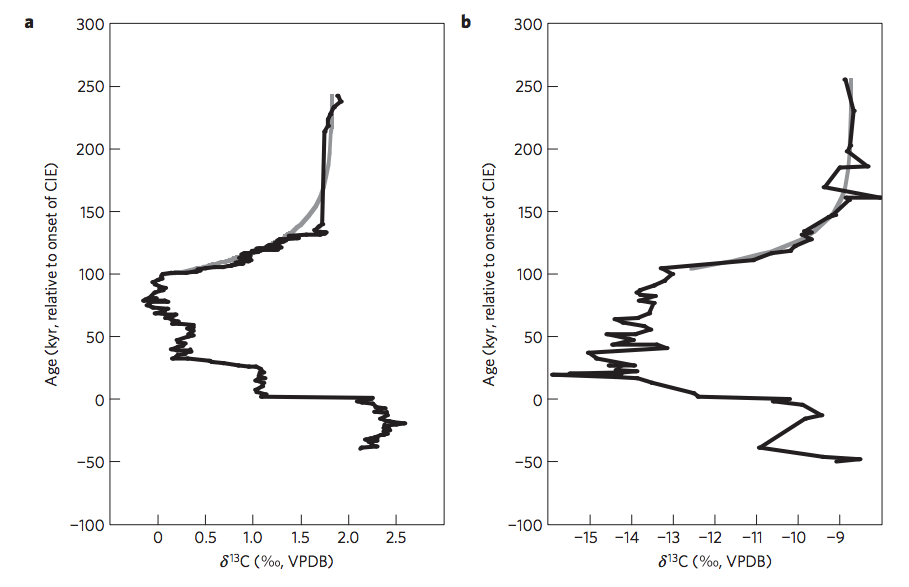 a
300
250
200
150
100
50
0
−50
−100
Age (kyr, relative to onset of CIE)
0 0.5 1.0 1.5 2.0 2.5
δ13C (‰, VPDB)
b
300
250
200
150
100
50
0
−50
−100
Age (kyr, relative to onset of CIE)
−15 −14 −13 −12 −11 −10 −9
δ13C (‰, VPDB)